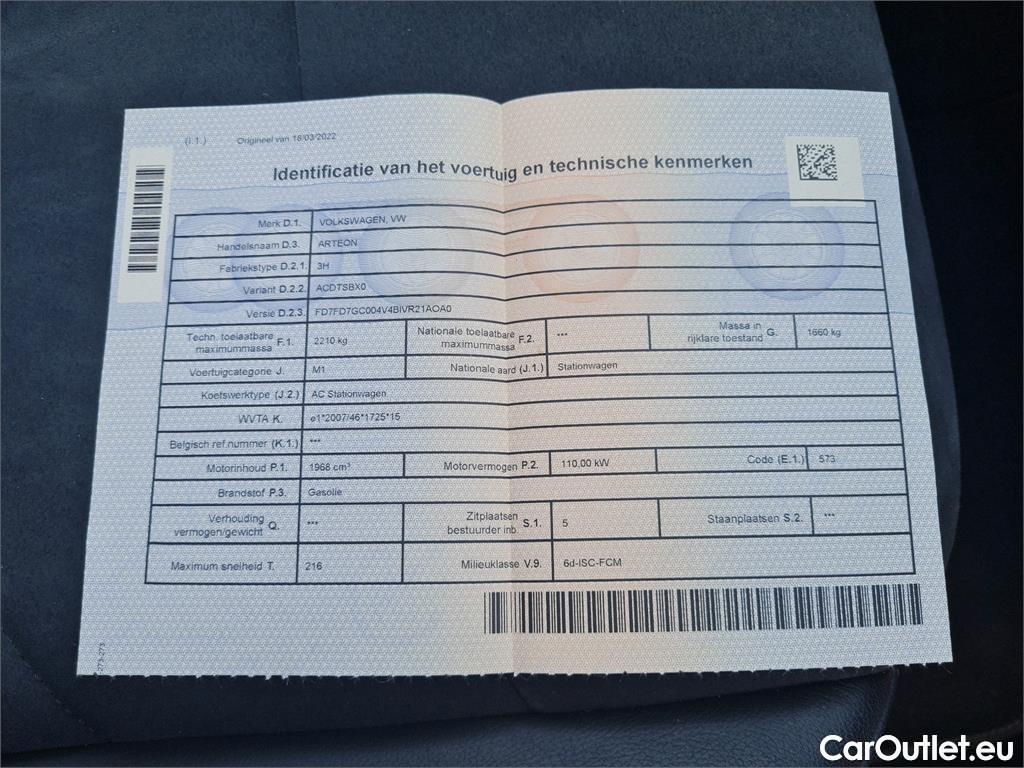 (I.1.) Origineel van 18/03/2022
Identificatie van het voertuig en technische kenmerken
Merk D.1. VOLKSWAGEN, VW
Handelsnaam D.3. ARTEON
Fabriekstype D.2.1. 3H
Variant D.2.2. ACDTSBX0
Versie D.2.3. FD7FD7GC004V4BIVR21AOA0
Techn. toelaatbare maximummassa F.1. 2210 kg Nationale toelaatbare maximummassa F.2. *** Massa in rijklare toestand G. 1660 kg
Voertuigcategorie J. M1 Nationale aard (J.1.) Stationwagen
Koetswerktype (J.2.) AC Stationwagen
WVTA K. e1*2007/46*1725*15
Belgisch ref.nummer (K.1.) ***
Motorinhoud P.1. 1968 cm³ Motorvermogen P.2. 110,00 kW Code (E.1.) 573
Brandstof P.3. Gasolie
Verhouding vermogen/gewicht Q. *** Zitplaatsen bestuurder inb. S.1. 5 Staanplaatsen S.2. ***
Maximum snelheid T. 216 Milieuklasse V.9. 6d-ISC-FCM
273-273
CarOutlet.eu